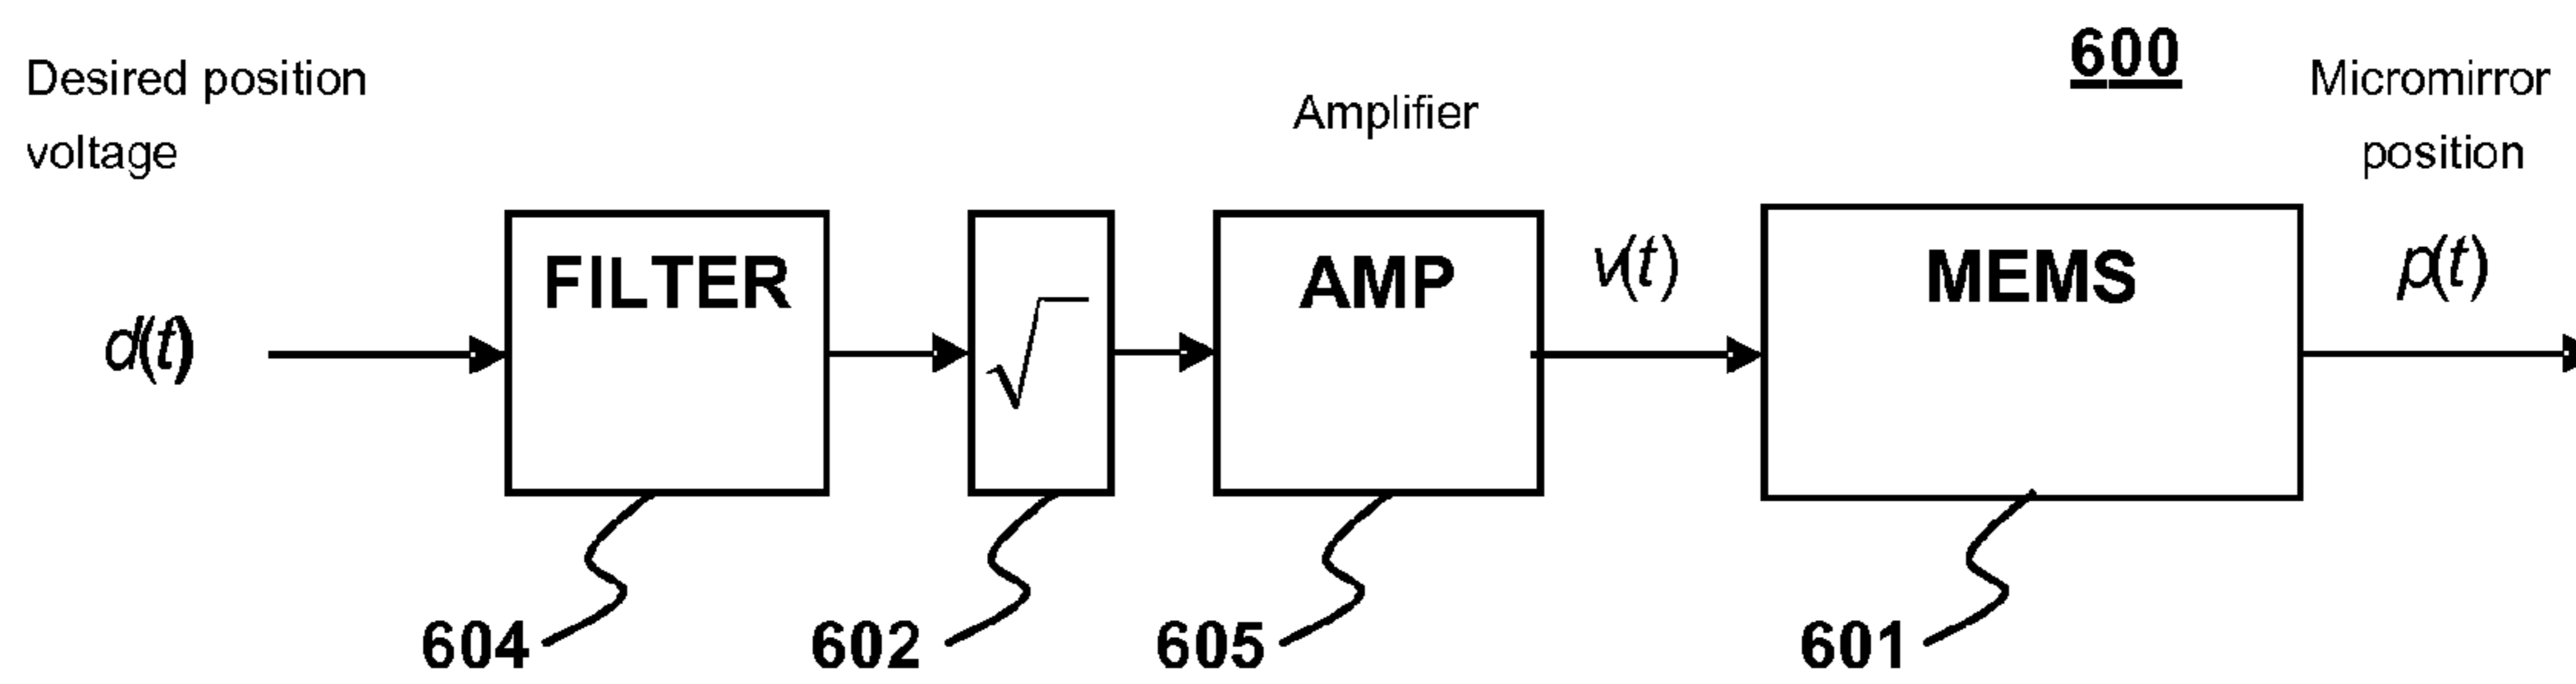 Desired position
voltage
Amplifier
600
Micromirror
position
d(t)
FILTER
√
AMP
v(t)
MEMS
p(t)
604
602
605
601